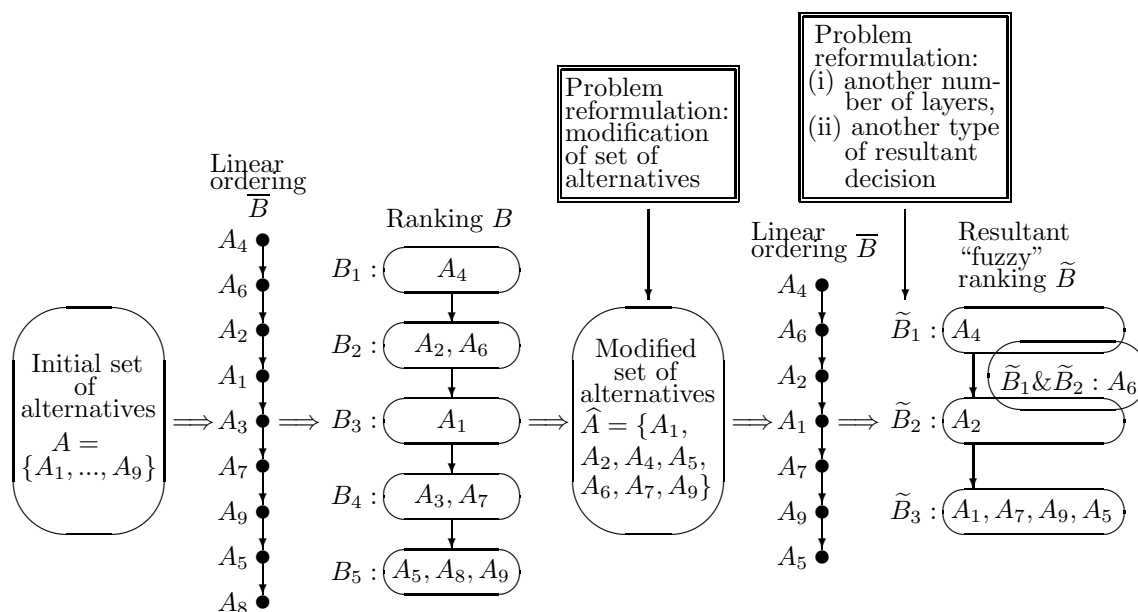 Initial set
of
alternatives
A =
{A₁, ..., A₉}
⟹
Linear
ordering
B̅
A₄
A₆
A₂
A₁
A₃
A₇
A₉
A₅
A₈
⟹
Ranking B
B₁ : A₄
B₂ : A₂, A₆
B₃ : A₁
B₄ : A₃, A₇
B₅ : A₅, A₈, A₉
⟹
Problem
reformulation:
modification
of set of
alternatives
Modified
set of
alternatives
Â = {A₁,
A₂, A₄, A₅,
A₆, A₇, A₉}
⟹
Linear
ordering B̅
A₄
A₆
A₂
A₁
A₇
A₉
A₅
⟹
Problem
reformulation:
(i) another num-
ber of layers,
(ii) another type
of resultant
decision
Resultant
“fuzzy”
ranking B̃
B̃₁ : A₄
B̃₁&B̃₂ : A₆
B̃₂ : A₂
B̃₃ : A₁, A₇, A₉, A₅